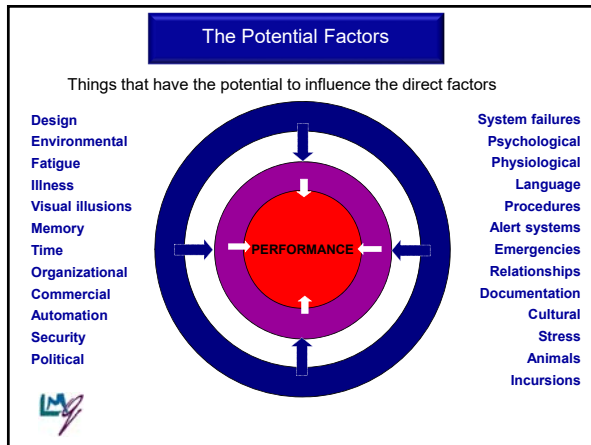 The Potential Factors
Things that have the potential to influence the direct factors
Design
Environmental
Fatigue
Illness
Visual illusions
Memory
Time
Organizational
Commercial
Automation
Security
Political
PERFORMANCE
System failures
Psychological
Physiological
Language
Procedures
Alert systems
Emergencies
Relationships
Documentation
Cultural
Stress
Animals
Incursions